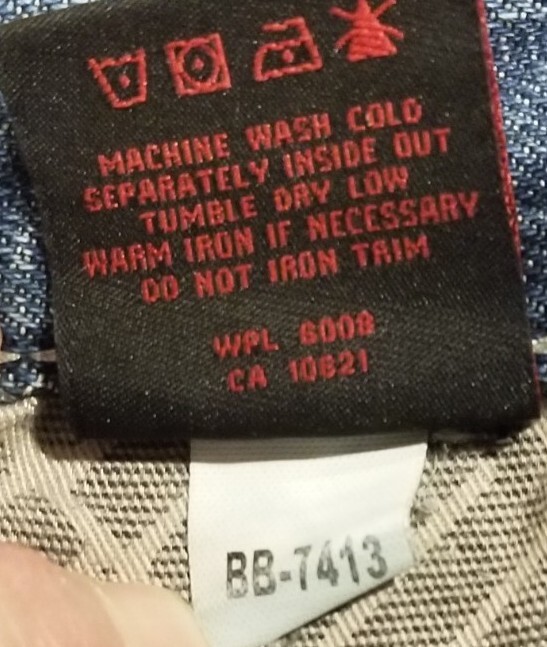 MACHINE WASH COLD
SEPARATELY INSIDE OUT
TUMBLE DRY LOW
WARM IRON IF NECESSARY
DO NOT IRON TRIM
WPL 6008
CA 10621
BB-7413